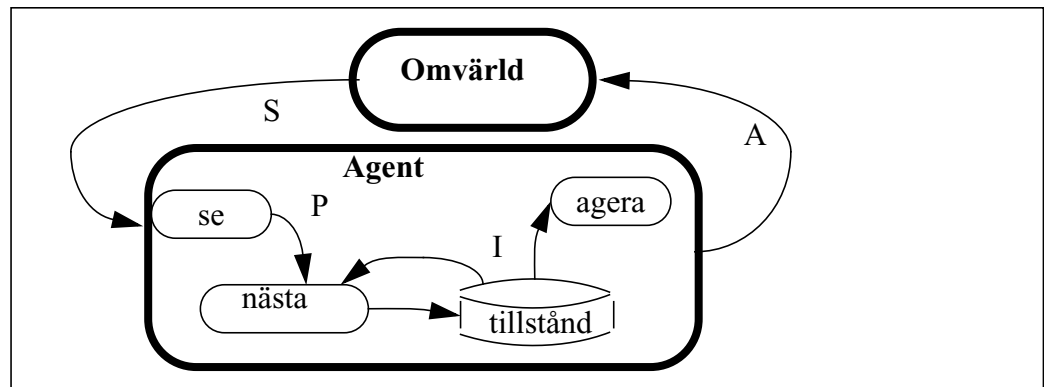 Omvärld
S
A
Agent
se
P
agera
I
nästa
tillstånd